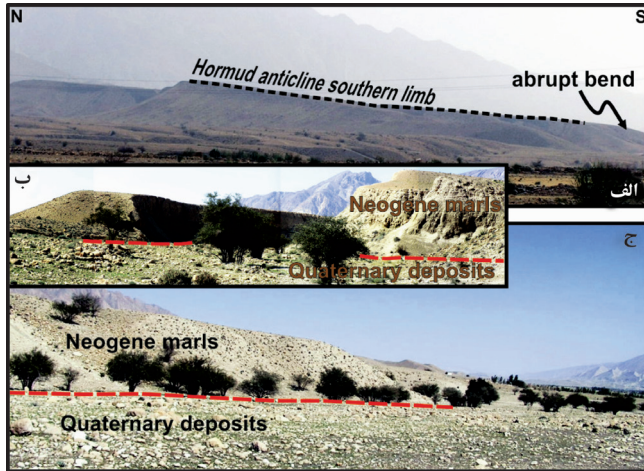 N
S
Hormud anticline southern limb
abrupt bend
الف
ب
Neogene marls
Quaternary deposits
ج
Neogene marls
Quaternary deposits